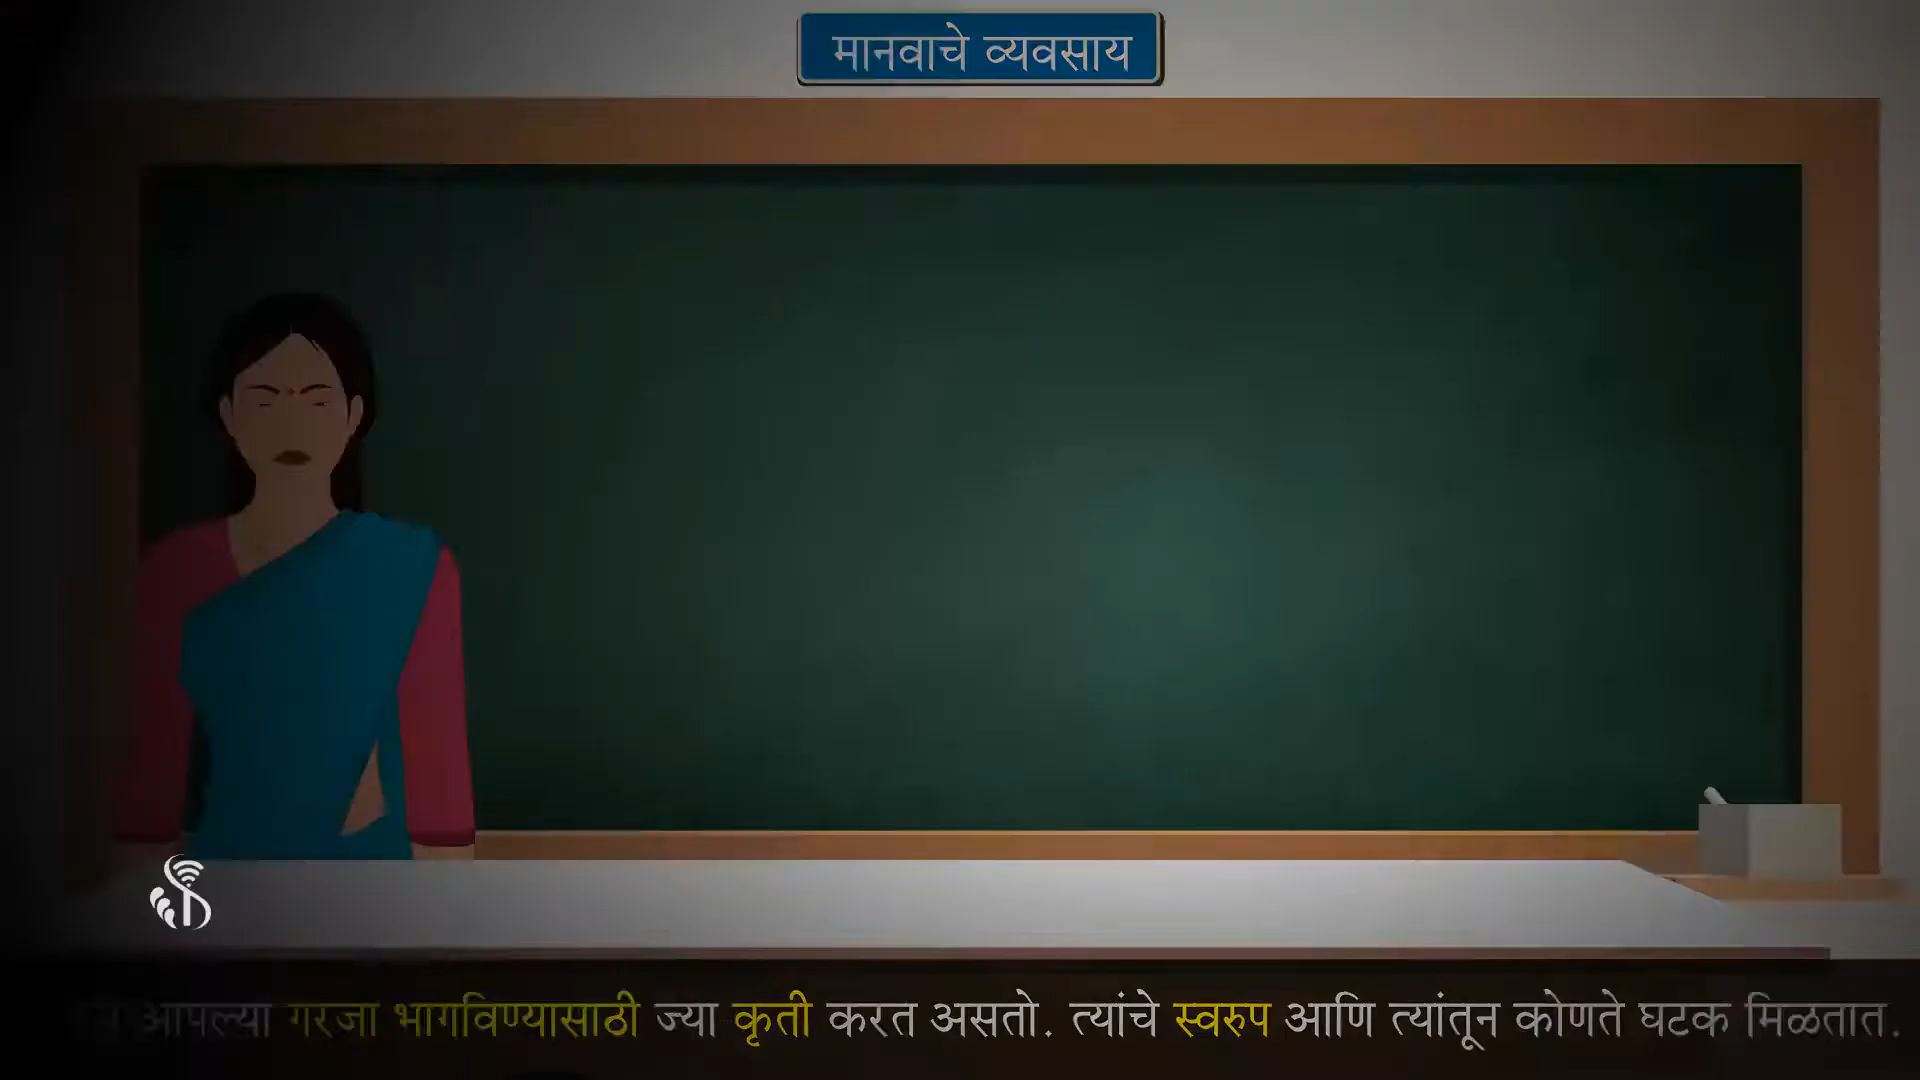 मानवाचे व्यवसाय
आपल्या गरजा भागविण्यासाठी ज्या कृती करत असतो. त्यांचे स्वरुप आणि त्यांतून कोणते घटक मिळतात.